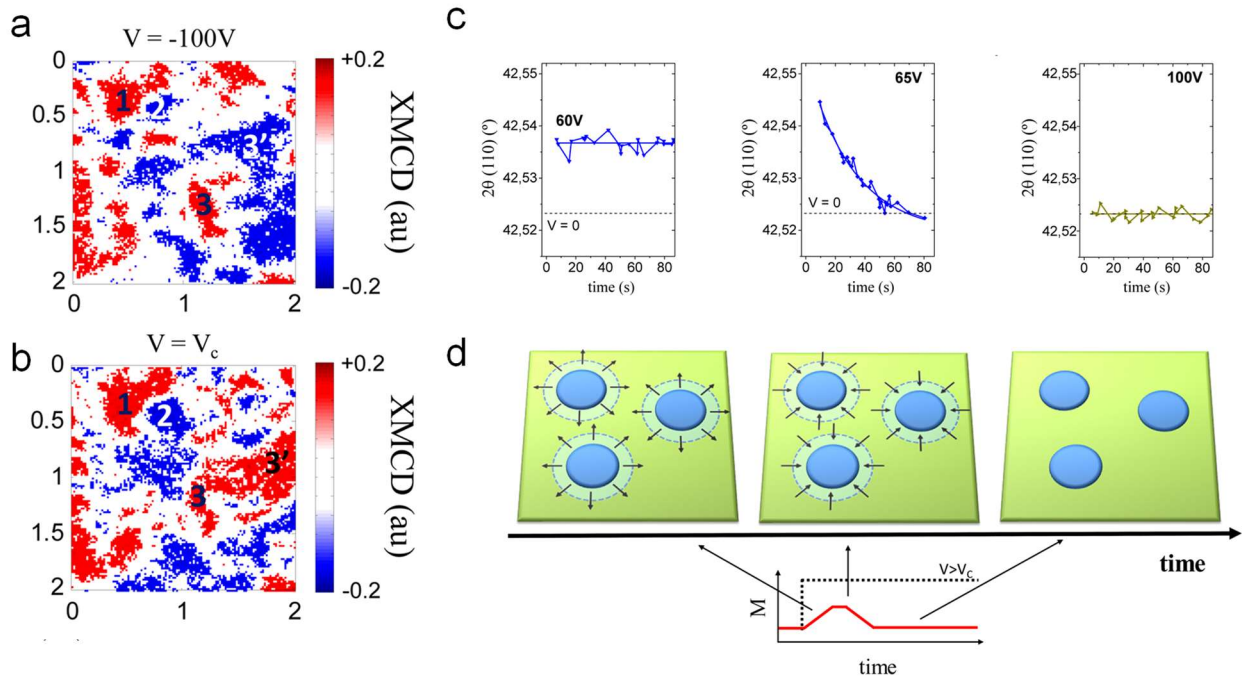 a
V = -100V
0
0.5
1
1.5
2
0
1
2
1
2
3'
3
+0.2
-0.2
XMCD (au)
b
V = Vc
0
0.5
1
1.5
2
0
1
2
1
2
3'
3
+0.2
-0.2
XMCD (au)
c
42,55
42,54
42,53
42,52
2θ (110) (º)
60V
V = 0
0 20 40 60 80
time (s)
42,55
42,54
42,53
42,52
2θ (110) (º)
65V
V = 0
0 20 40 60 80
time (s)
42,55
42,54
42,53
42,52
2θ (110) (º)
100V
0 20 40 60 80
time (s)
d
time
M
V>Vc
time